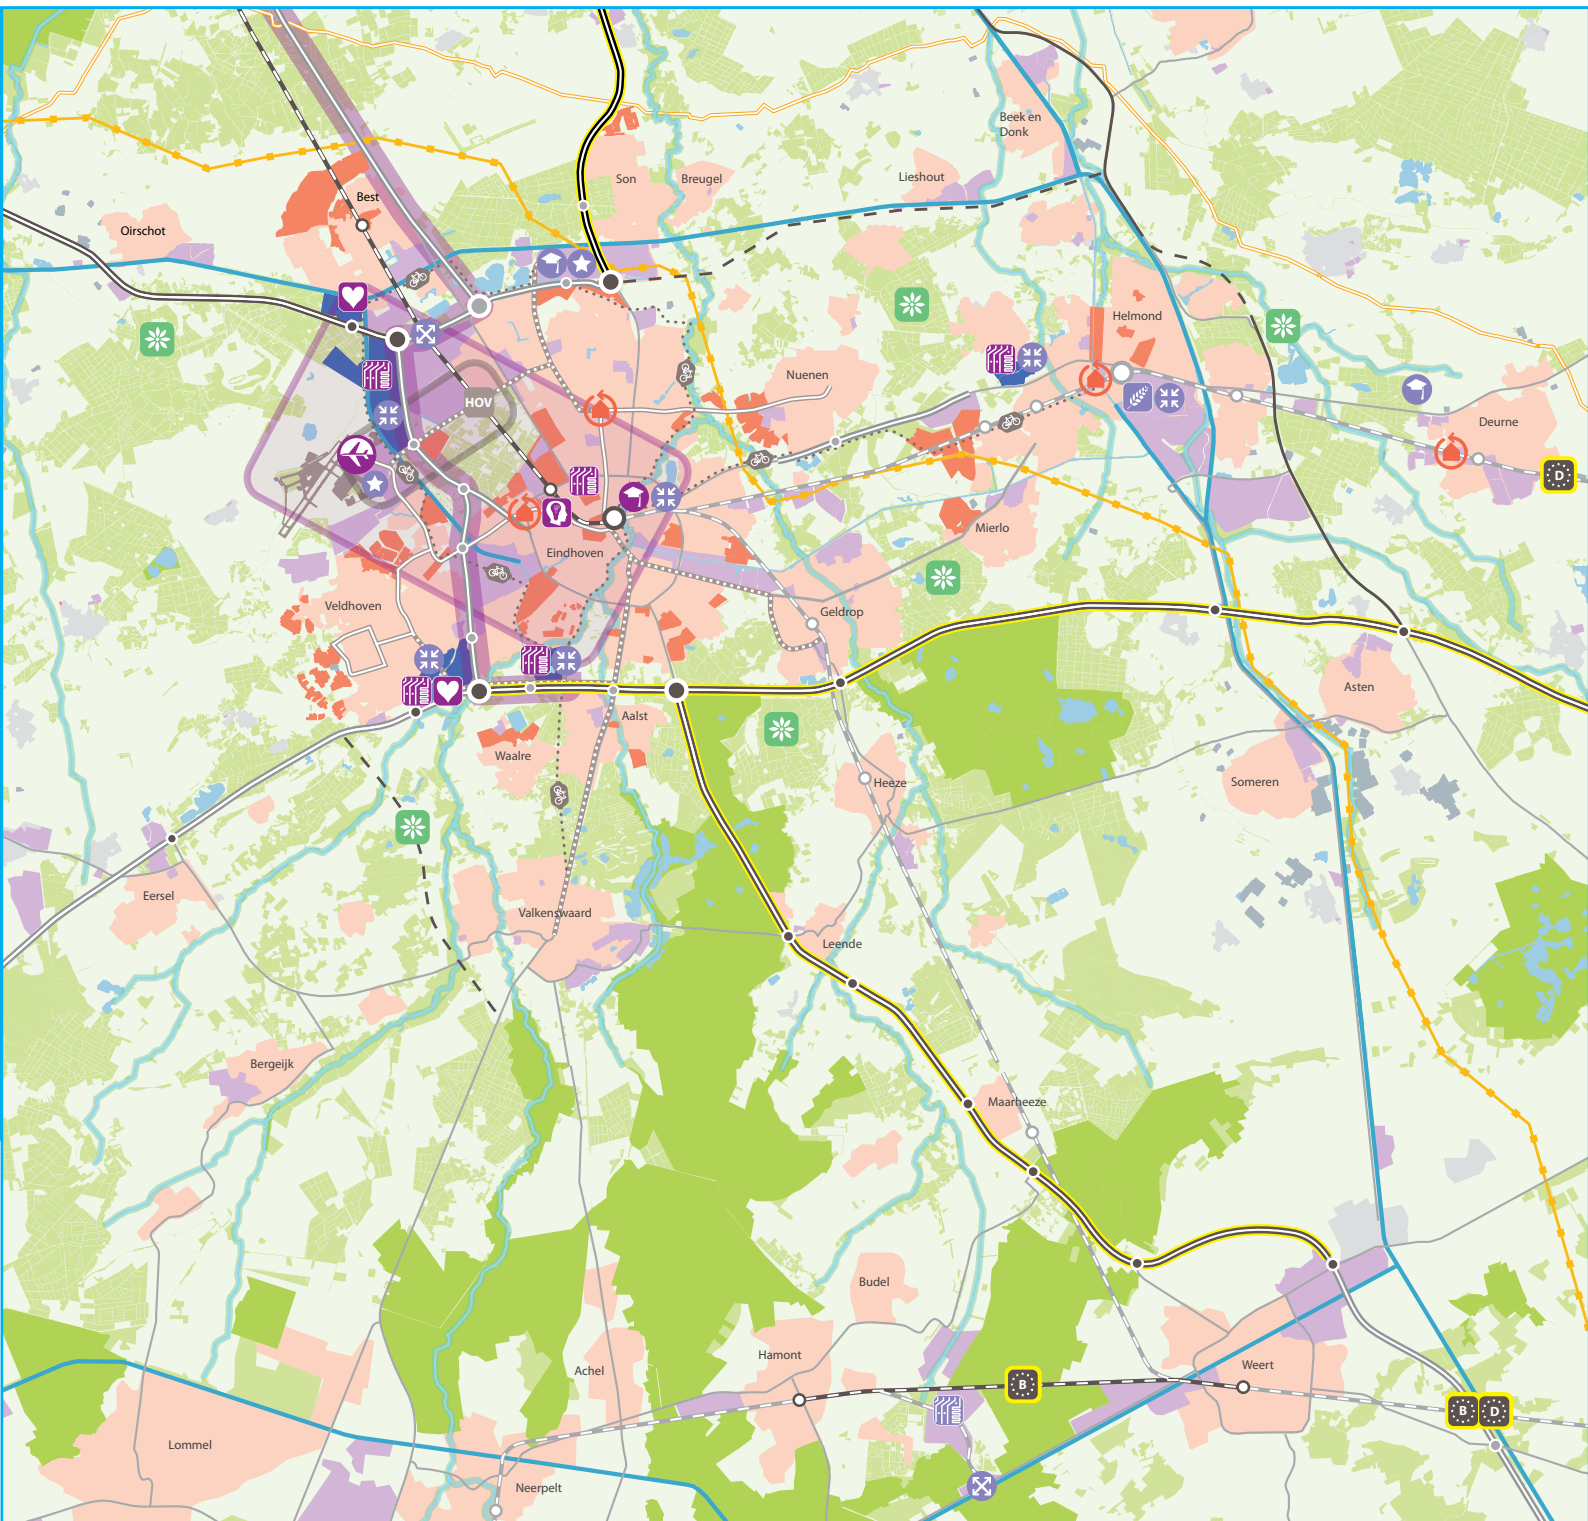 Beek en
Donk
Son
Breugel
Lieshout
Best
Oirschot
Helmond
Nuenen
HOV
Deurne
D
Mierlo
Eindhoven
Veldhoven
Geldrop
Asten
Aalst
Waalre
Heeze
Someren
Eersel
Valkenswaard
Leende
Bergeijk
Maarheeze
Budel
Hamont
Weert
Achel
B
B
D
Lommel
Neerpelt